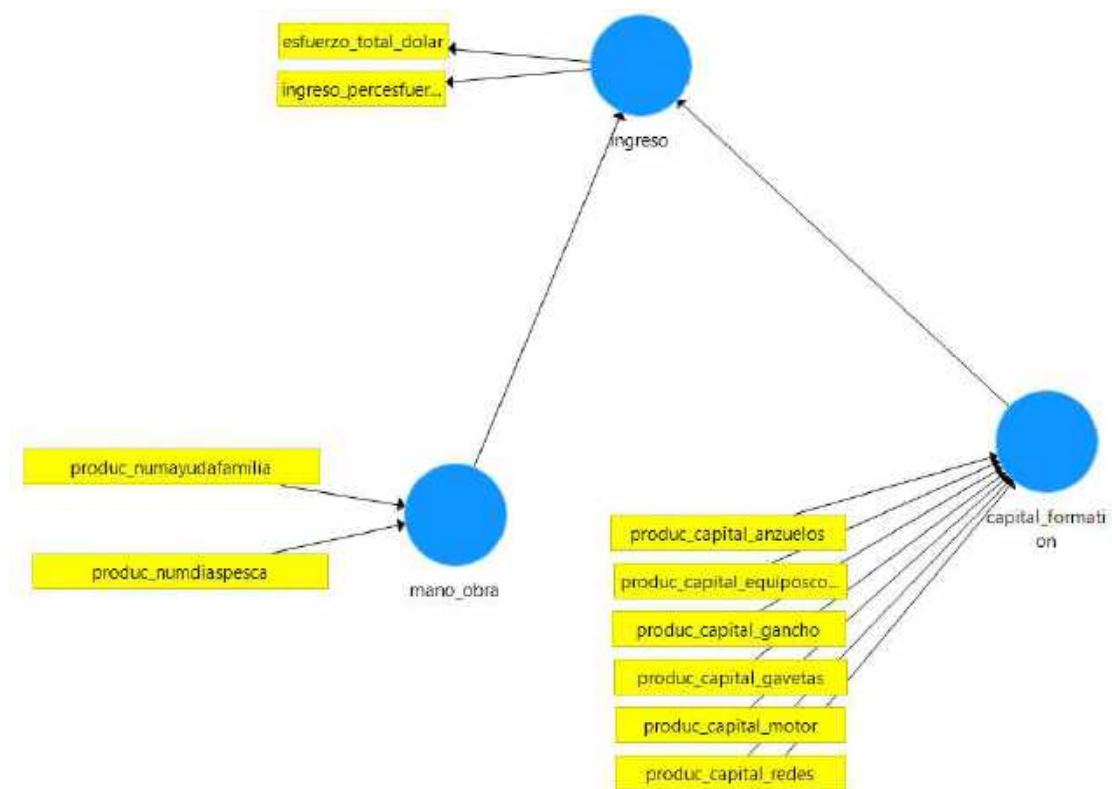 esfuerzo_total_dolar
ingreso_percesfuer...
ingreso
produc_numayudafamilia
produc_numdiaspesca
mano_obra
produc_capital_anzuelos
produc_capital_equiposco...
produc_capital_gancho
produc_capital_gavetas
produc_capital_motor
produc_capital_redes
capital_formati
on